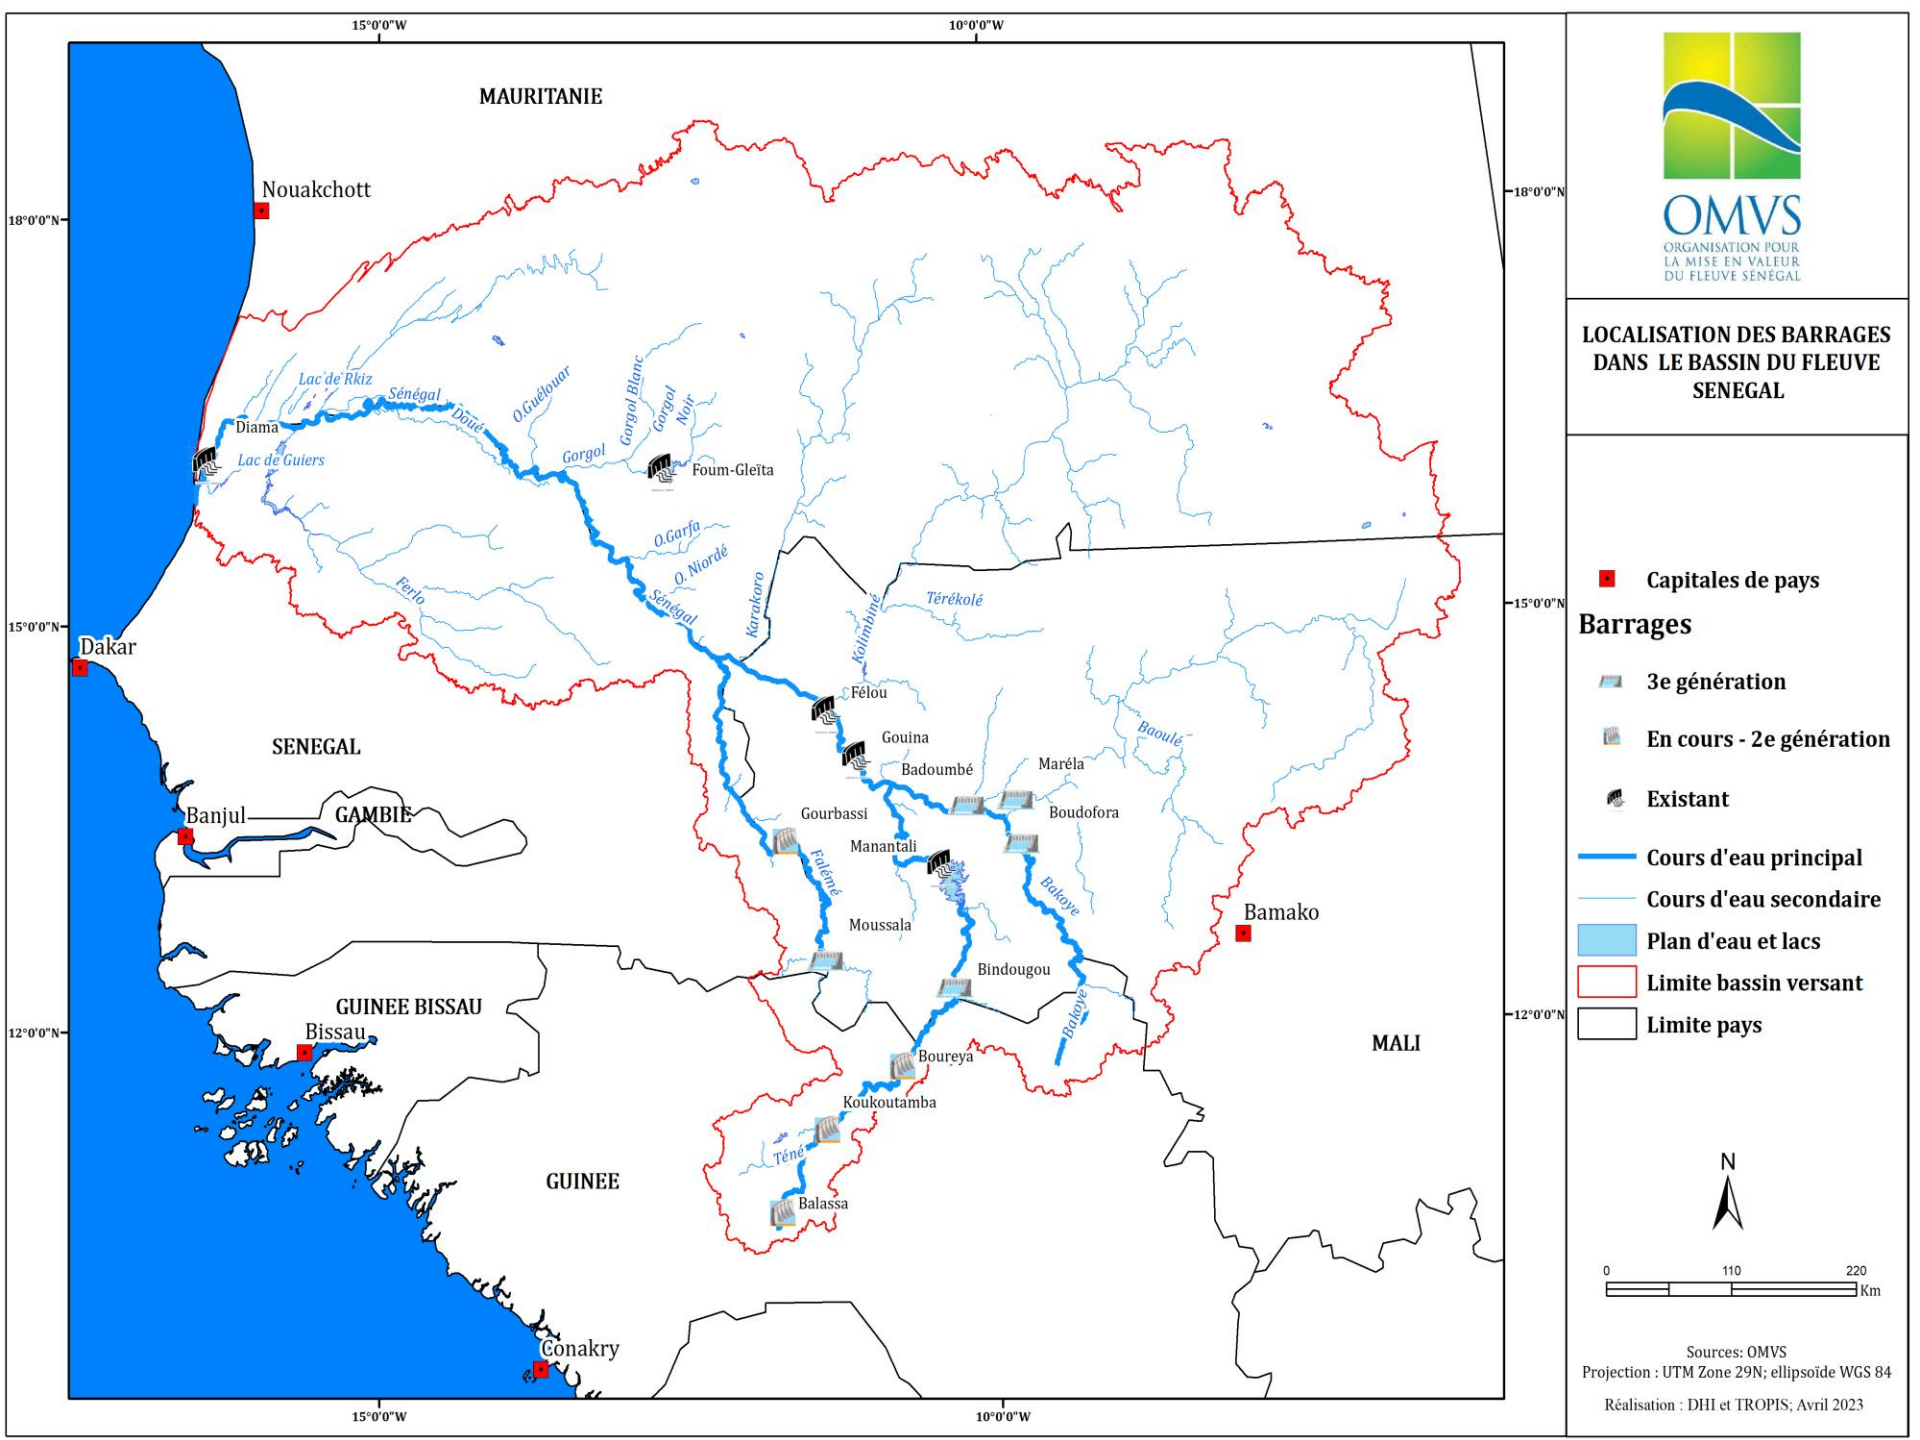 15°0'0"W
10°0'0"W
MAURITANIE
Nouakchott
18°0'0"N
18°0'0"N
Lac de Rkiz
Sénégal
Doué
O.Guélouar
Gorgol Blanc
Gorgol
Noir
Diama
Lac de Guiers
Gorgol
Foum-Gleïta
O.Garfa
O. Niordé
Ferlo
Sénégal
Karakoro
Kolimbiné
Térékolé
15°0'0"N
15°0'0"N
Dakar
Félou
Gouina
Baoulé
SENEGAL
Badoumbé
Maréla
Banjul
GAMBIE
Gourbassi
Boudofora
Manantali
Falémé
Bakoye
Bamako
Moussala
Bindougou
GUINEE BISSAU
Bissau
Bakoye
12°0'0"N
12°0'0"N
MALI
Boureya
Koukoutamba
Téné
GUINEE
Balassa
Conakry
15°0'0"W
10°0'0"W
OMVS
ORGANISATION POUR
LA MISE EN VALEUR
DU FLEUVE SÉNÉGAL
LOCALISATION DES BARRAGES
DANS LE BASSIN DU FLEUVE
SENEGAL
Capitales de pays
Barrages
3e génération
En cours - 2e génération
Existant
Cours d'eau principal
Cours d'eau secondaire
Plan d'eau et lacs
Limite bassin versant
Limite pays
N
0 110 220
Km
Sources: OMVS
Projection : UTM Zone 29N; ellipsoïde WGS 84
Réalisation : DHI et TROPIS; Avril 2023